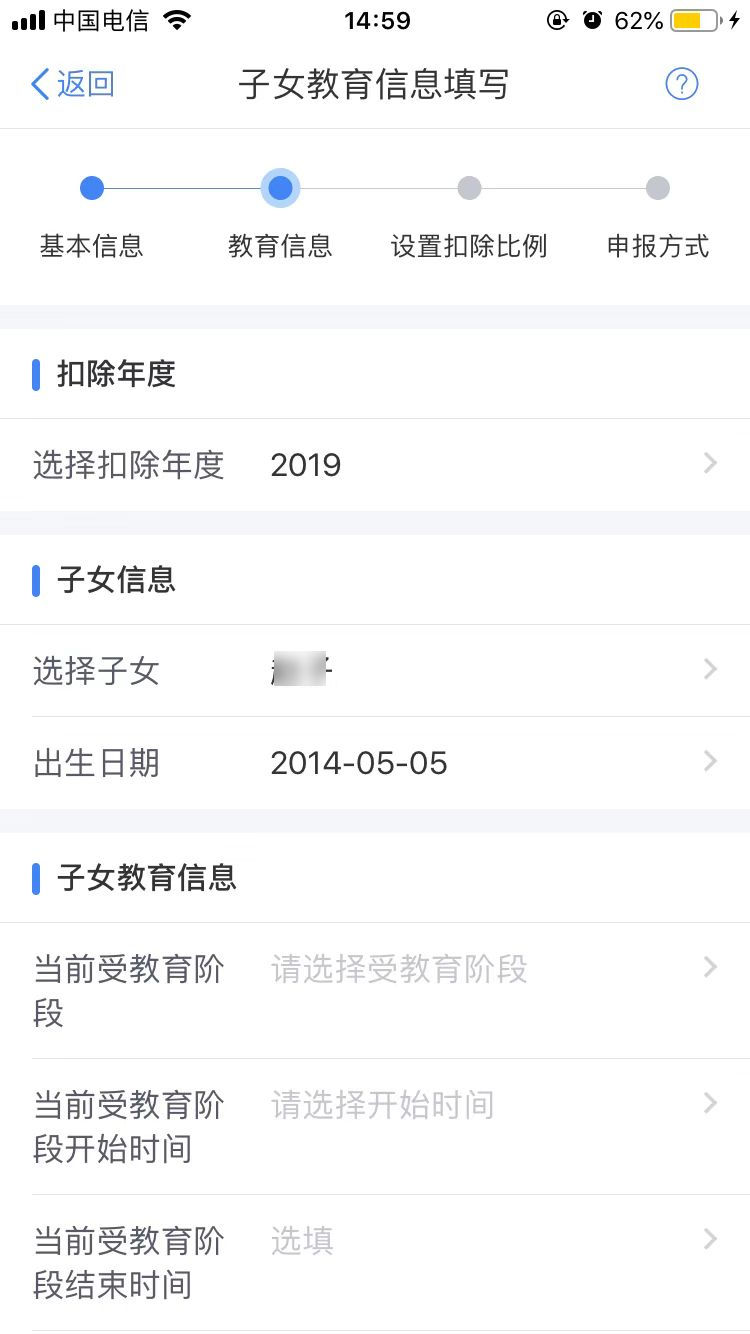 中国电信 14:59 62%
返回 子女教育信息填写 ?
基本信息 教育信息 设置扣除比例 申报方式
扣除年度
选择扣除年度 2019
子女信息
选择子女
出生日期 2014-05-05
子女教育信息
当前受教育阶 请选择受教育阶段
段
当前受教育阶 请选择开始时间
段开始时间
当前受教育阶 选填
段结束时间